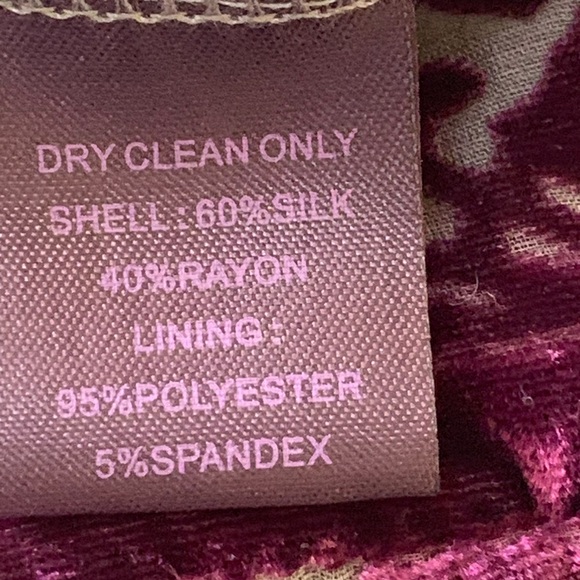 DRY CLEAN ONLY
SHELL : 60%SILK
40%RAYON
LINING :
95%POLYESTER
5%SPANDEX